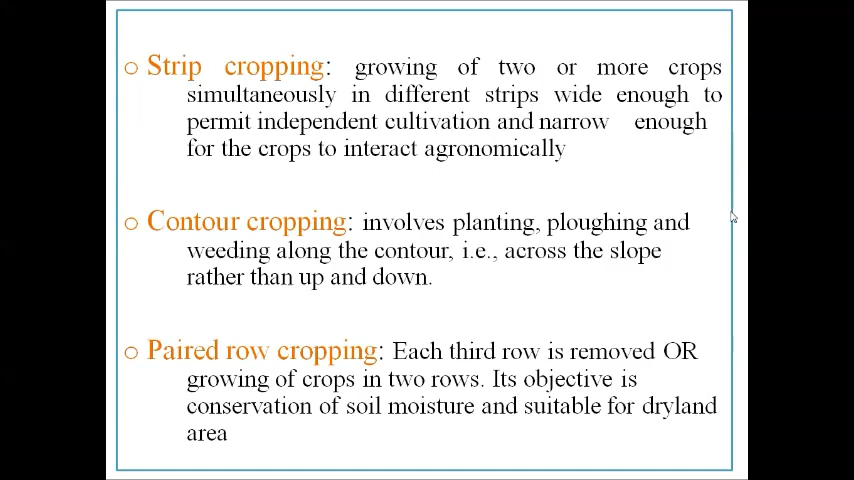 o Strip cropping: growing of two or more crops
simultaneously in different strips wide enough to
permit independent cultivation and narrow enough
for the crops to interact agronomically
o Contour cropping: involves planting, ploughing and
weeding along the contour, i.e., across the slope
rather than up and down.
o Paired row cropping: Each third row is removed OR
growing of crops in two rows. Its objective is
conservation of soil moisture and suitable for dryland
area